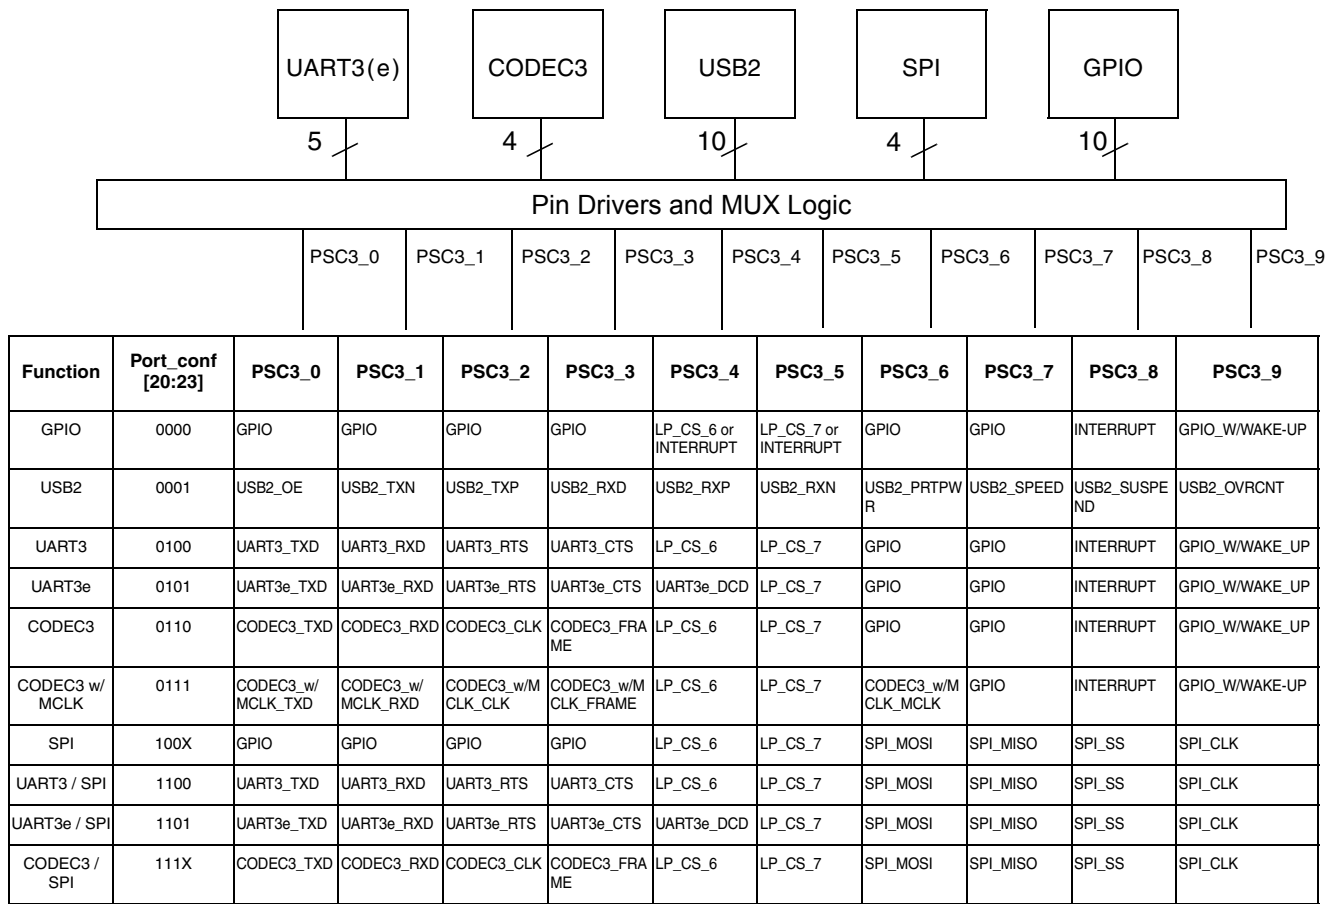 UART3(e) CODEC3 USB2 SPI GPIO
5 4 10 4 10
Pin Drivers and MUX Logic
PSC3_0 PSC3_1 PSC3_2 PSC3_3 PSC3_4 PSC3_5 PSC3_6 PSC3_7 PSC3_8 PSC3_9
Function Port_conf [20:23] PSC3_0 PSC3_1 PSC3_2 PSC3_3 PSC3_4 PSC3_5 PSC3_6 PSC3_7 PSC3_8 PSC3_9
GPIO 0000 GPIO GPIO GPIO GPIO LP_CS_6 or INTERRUPT LP_CS_7 or INTERRUPT GPIO GPIO INTERRUPT GPIO_W/WAKE-UP
USB2 0001 USB2_OE USB2_TXN USB2_TXP USB2_RXD USB2_RXP USB2_RXN USB2_PRTPWR USB2_SPEED USB2_SUSPEND USB2_OVRCNT
UART3 0100 UART3_TXD UART3_RXD UART3_RTS UART3_CTS LP_CS_6 LP_CS_7 GPIO GPIO INTERRUPT GPIO_W/WAKE_UP
UART3e 0101 UART3e_TXD UART3e_RXD UART3e_RTS UART3e_CTS UART3e_DCD LP_CS_7 GPIO GPIO INTERRUPT GPIO_W/WAKE_UP
CODEC3 0110 CODEC3_TXD CODEC3_RXD CODEC3_CLK CODEC3_FRAME LP_CS_6 LP_CS_7 GPIO GPIO INTERRUPT GPIO_W/WAKE_UP
CODEC3 w/ MCLK 0111 CODEC3_w/MCLK_TXD CODEC3_w/MCLK_RXD CODEC3_w/MCLK_CLK CODEC3_w/MCLK_FRAME LP_CS_6 LP_CS_7 CODEC3_w/MCLK_MCLK GPIO INTERRUPT GPIO_W/WAKE-UP
SPI 100X GPIO GPIO GPIO GPIO LP_CS_6 LP_CS_7 SPI_MOSI SPI_MISO SPI_SS SPI_CLK
UART3 / SPI 1100 UART3_TXD UART3_RXD UART3_RTS UART3_CTS LP_CS_6 LP_CS_7 SPI_MOSI SPI_MISO SPI_SS SPI_CLK
UART3e / SPI 1101 UART3e_TXD UART3e_RXD UART3e_RTS UART3e_CTS UART3e_DCD LP_CS_7 SPI_MOSI SPI_MISO SPI_SS SPI_CLK
CODEC3 / SPI 111X CODEC3_TXD CODEC3_RXD CODEC3_CLK CODEC3_FRAME LP_CS_6 LP_CS_7 SPI_MOSI SPI_MISO SPI_SS SPI_CLK